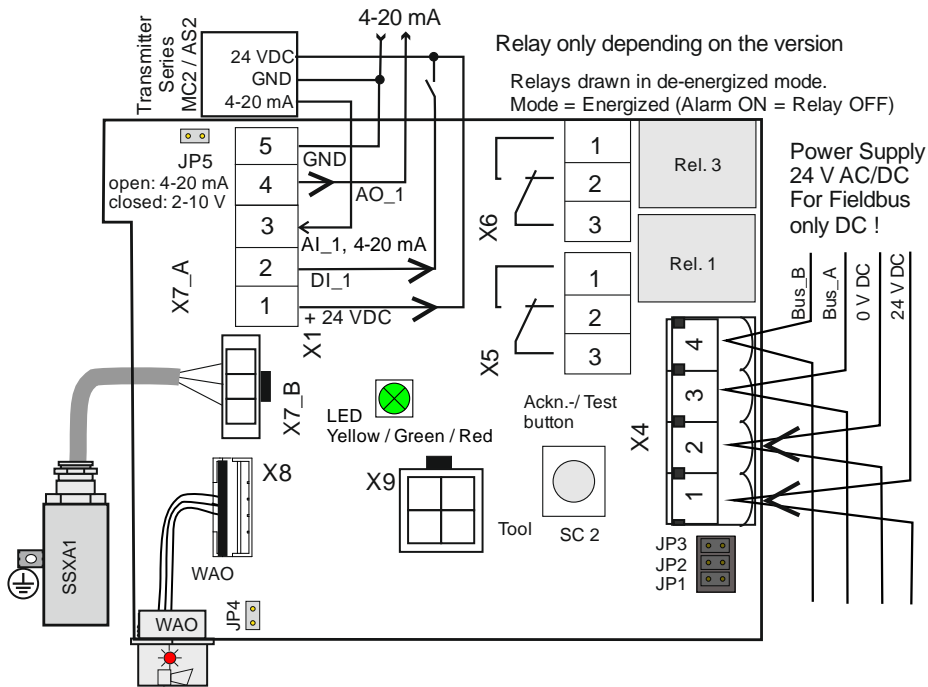 4-20 mA
Transmitter
Series
MC2 / AS2
24 VDC
GND
4-20 mA
Relay only depending on the version
Relays drawn in de-energized mode.
Mode = Energized (Alarm ON = Relay OFF)
JP5
open: 4-20 mA
closed: 2-10 V
X7_A
5
4
3
2
1
GND
AO_1
AI_1, 4-20 mA
DI_1
+ 24 VDC
X1
X6
1
2
3
Rel. 3
X5
1
2
3
Rel. 1
Power Supply
24 V AC/DC
For Fieldbus
only DC !
Bus_B
Bus_A
0 V DC
24 V DC
X4
4
3
2
1
X7_B
LED
Yellow / Green / Red
Ackn.-/ Test
button
X8
X9
Tool
SC 2
WAO
JP3
JP2
JP1
SSXA1
JP4
WAO